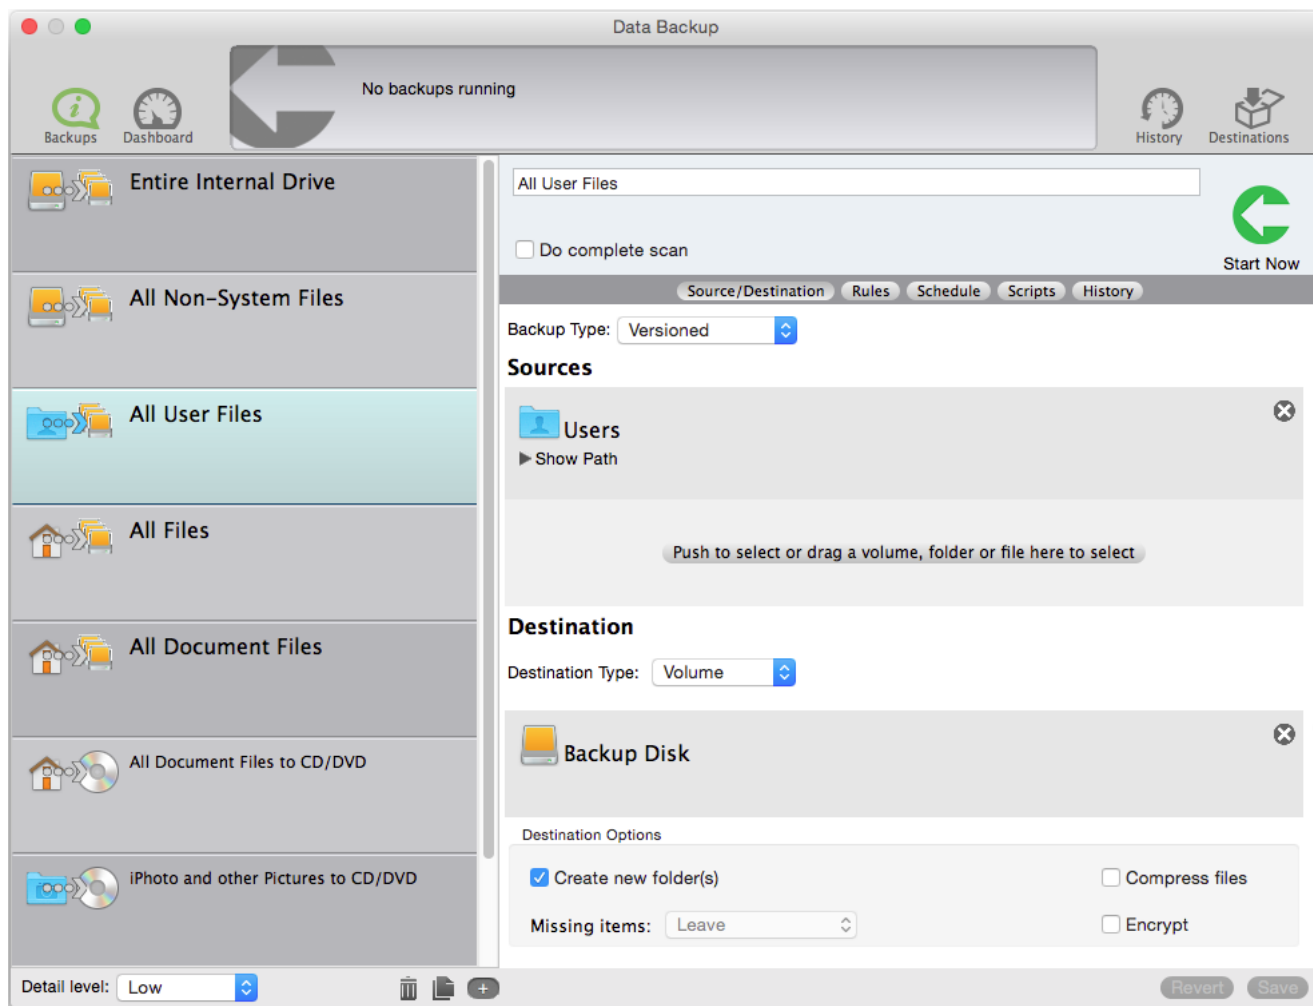 Data Backup
No backups running
Backups
Dashboard
History
Destinations
Entire Internal Drive
All Non-System Files
All User Files
All Files
All Document Files
All Document Files to CD/DVD
iPhoto and other Pictures to CD/DVD
Detail level: Low
All User Files
Do complete scan
Start Now
Source/Destination Rules Schedule Scripts History
Backup Type: Versioned
Sources
Users
Show Path
Push to select or drag a volume, folder or file here to select
Destination
Destination Type: Volume
Backup Disk
Destination Options
Create new folder(s)
Compress files
Missing items: Leave
Encrypt
Revert Save